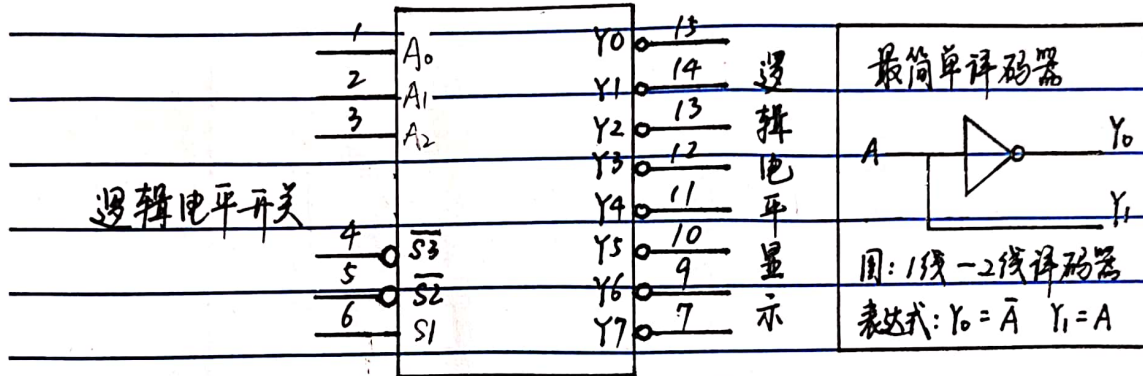 1 A₀ Y0 15
2 A1 Y1 14
3 A2 Y2 13
Y3 12
逻辑电平开关 Y4 11
4 S̅3̅ Y5 10
5 S̅2̅ Y6 9
6 S1 Y7 7
逻辑电平显示
最简单译码器
A Y₀
Y₁
图:1线-2线译码器
表达式:Y₀=A̅ Y₁=A